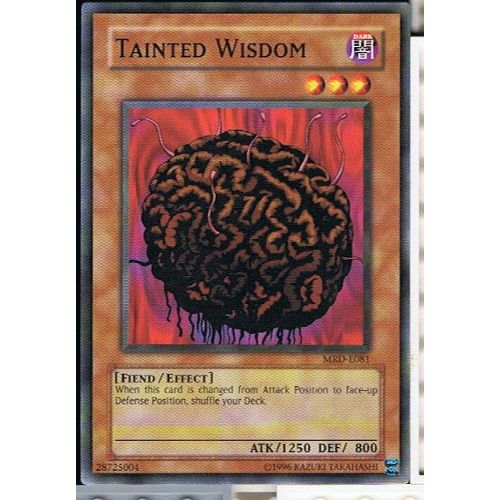 TAINTED WISDOM
DARK
闇
MRD-E081
[FIEND/EFFECT]
When this card is changed from Attack Position to face-up
Defense Position, shuffle your Deck.
ATK/1250 DEF/ 800
28725004
©1996 KAZUKI TAKAHASHI